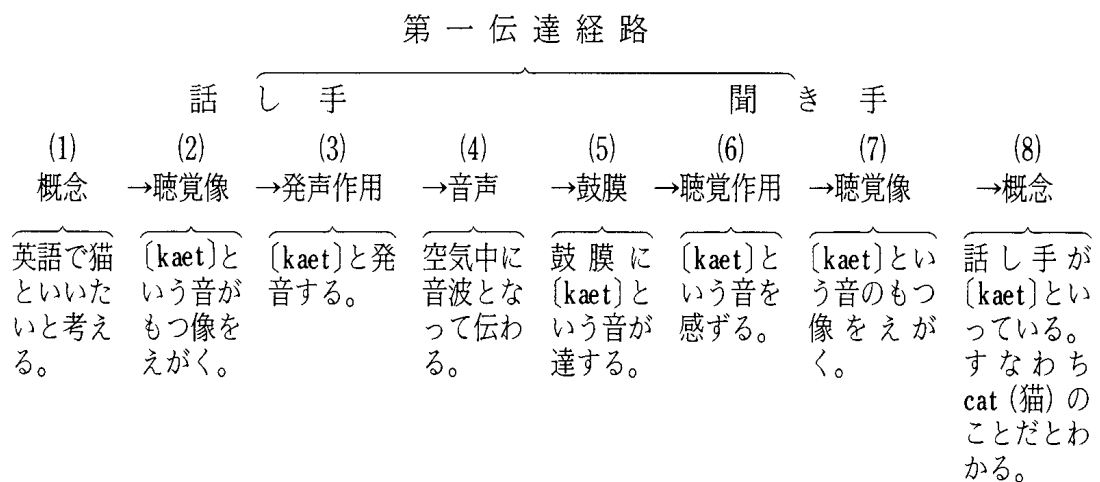 第一伝達経路
話し手 聞き手
(1) (2) (3) (4) (5) (6) (7) (8)
概念 →聴覚像 →発声作用 →音声 →鼓膜 →聴覚作用 →聴覚像 →概念
英語で猫
といいた
いと考え
る。
〔kaet〕と
いう音が
もつ像を
えがく。
〔kaet〕と発
音する。
空気中に
音波とな
って伝わ
る。
鼓膜に
〔kaet〕と
いう音が
達する。
〔kaet〕と
いう音を
感ずる。
〔kaet〕とい
う音のもつ
像をえが
く。
話し手が
〔kaet〕とい
っている。
すなわち
cat（猫）の
ことだとわ
かる。